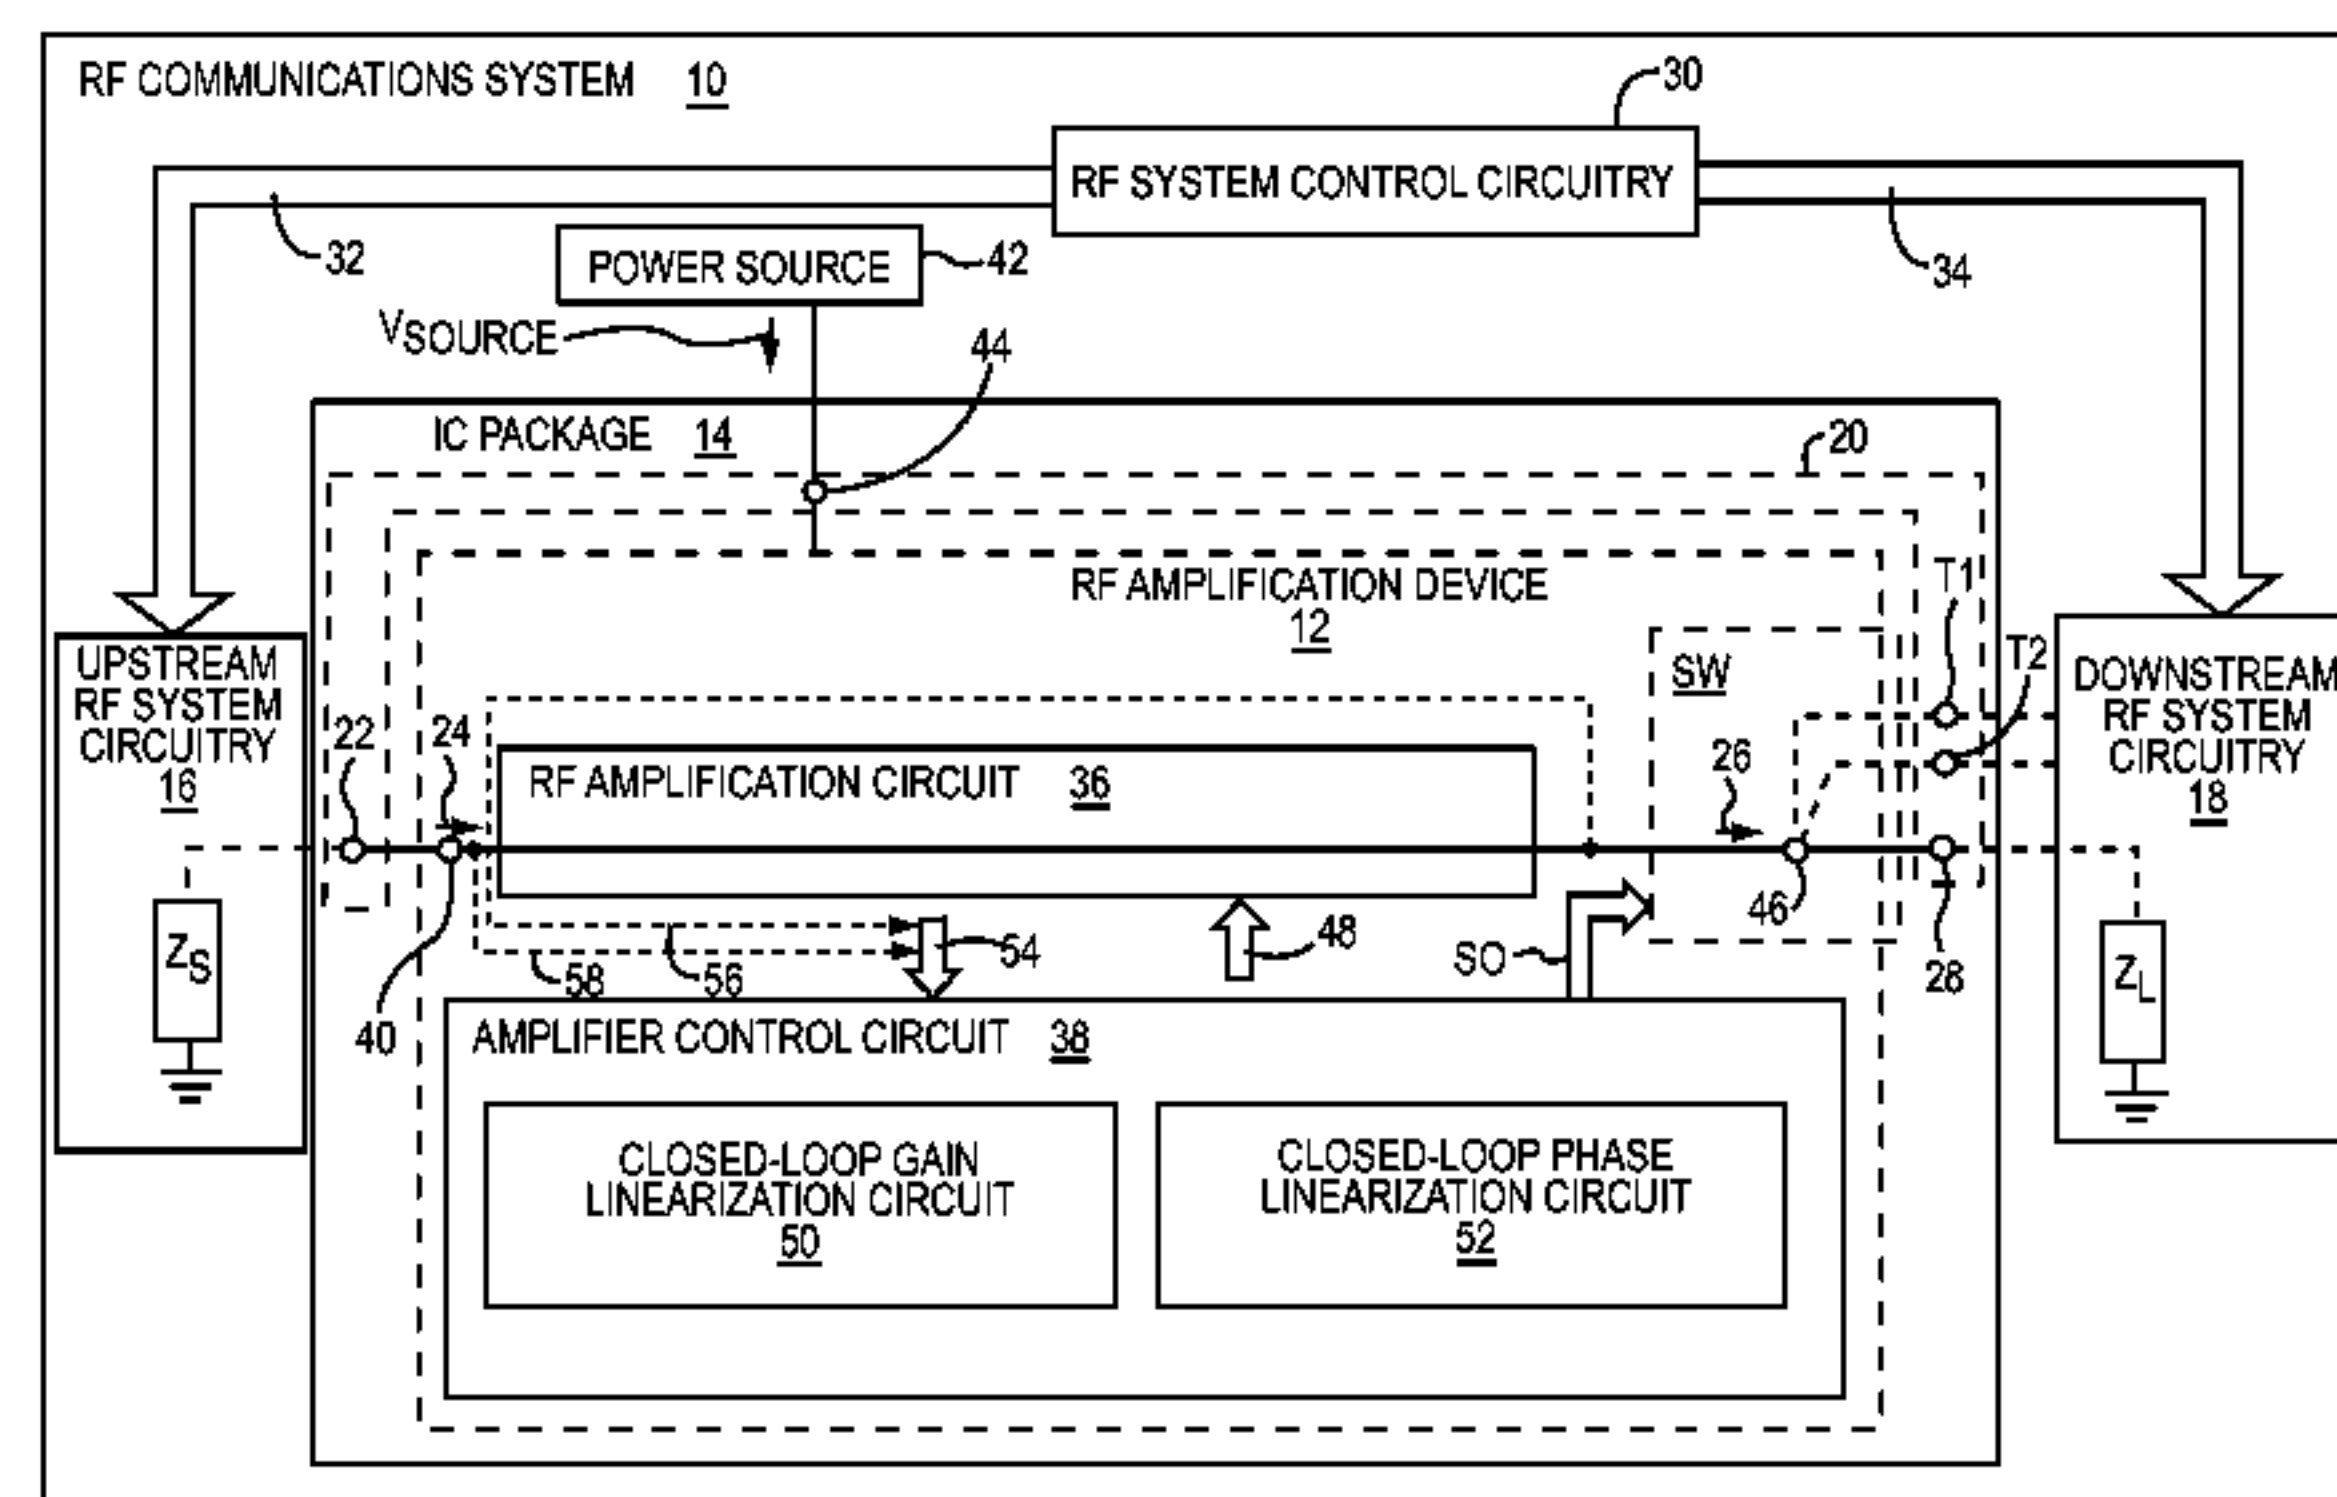 RF COMMUNICATIONS SYSTEM 10
30
RF SYSTEM CONTROL CIRCUITRY
32
POWER SOURCE
42
34
VSOURCE
44
IC PACKAGE 14
20
RF AMPLIFICATION DEVICE
12
T1
T2
UPSTREAM
RF SYSTEM
CIRCUITRY
16
22
24
SW
DOWNSTREAM
RF SYSTEM
CIRCUITRY
18
RF AMPLIFICATION CIRCUIT 36
26
46
48
54
SO
58
56
28
ZS
ZL
40
AMPLIFIER CONTROL CIRCUIT 38
CLOSED-LOOP GAIN
LINEARIZATION CIRCUIT
50
CLOSED-LOOP PHASE
LINEARIZATION CIRCUIT
52